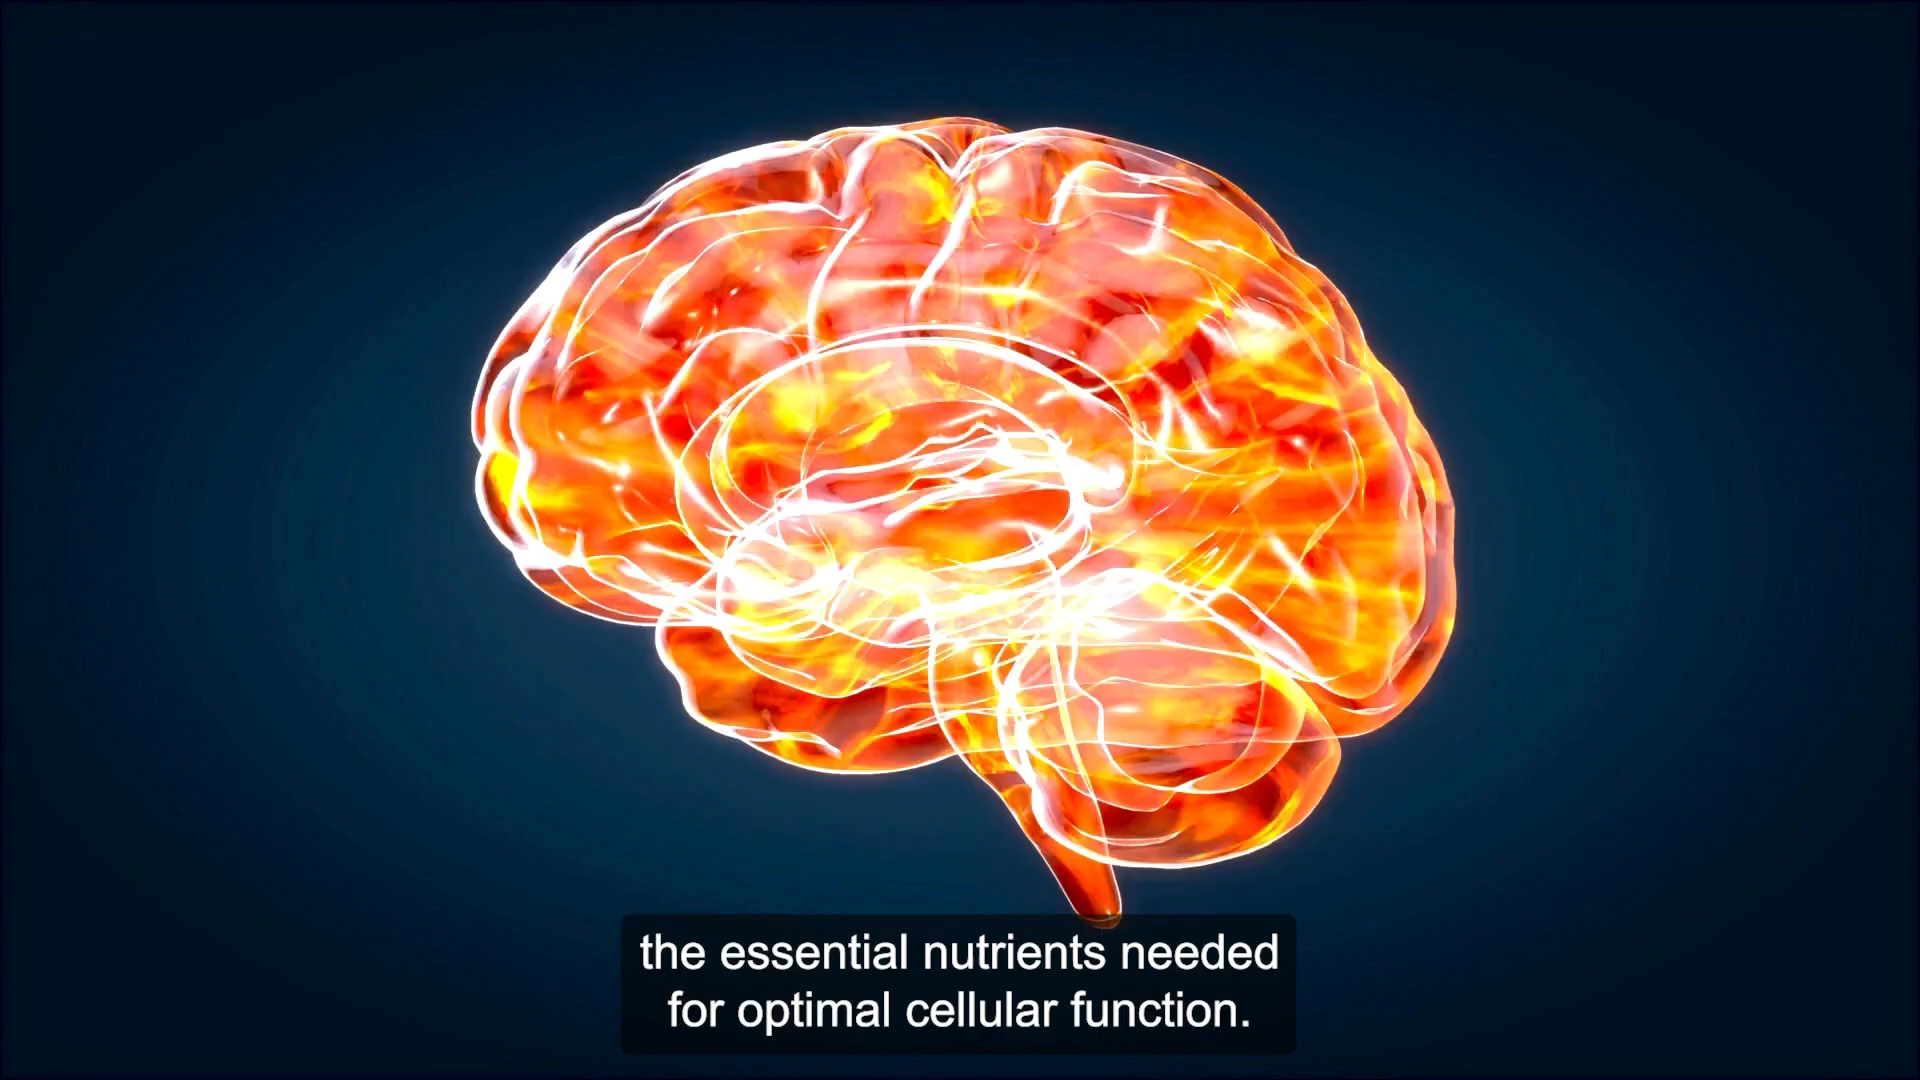 the essential nutrients needed
for optimal cellular function.